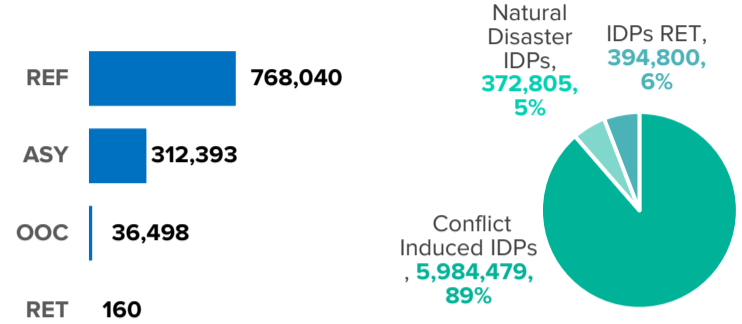 REF
768,040
ASY
312,393
OOC
36,498
RET
160
Natural
Disaster
IDPs,
372,805,
5%
IDPs RET,
394,800,
6%
Conflict
Induced IDPs
, 5,984,479,
89%